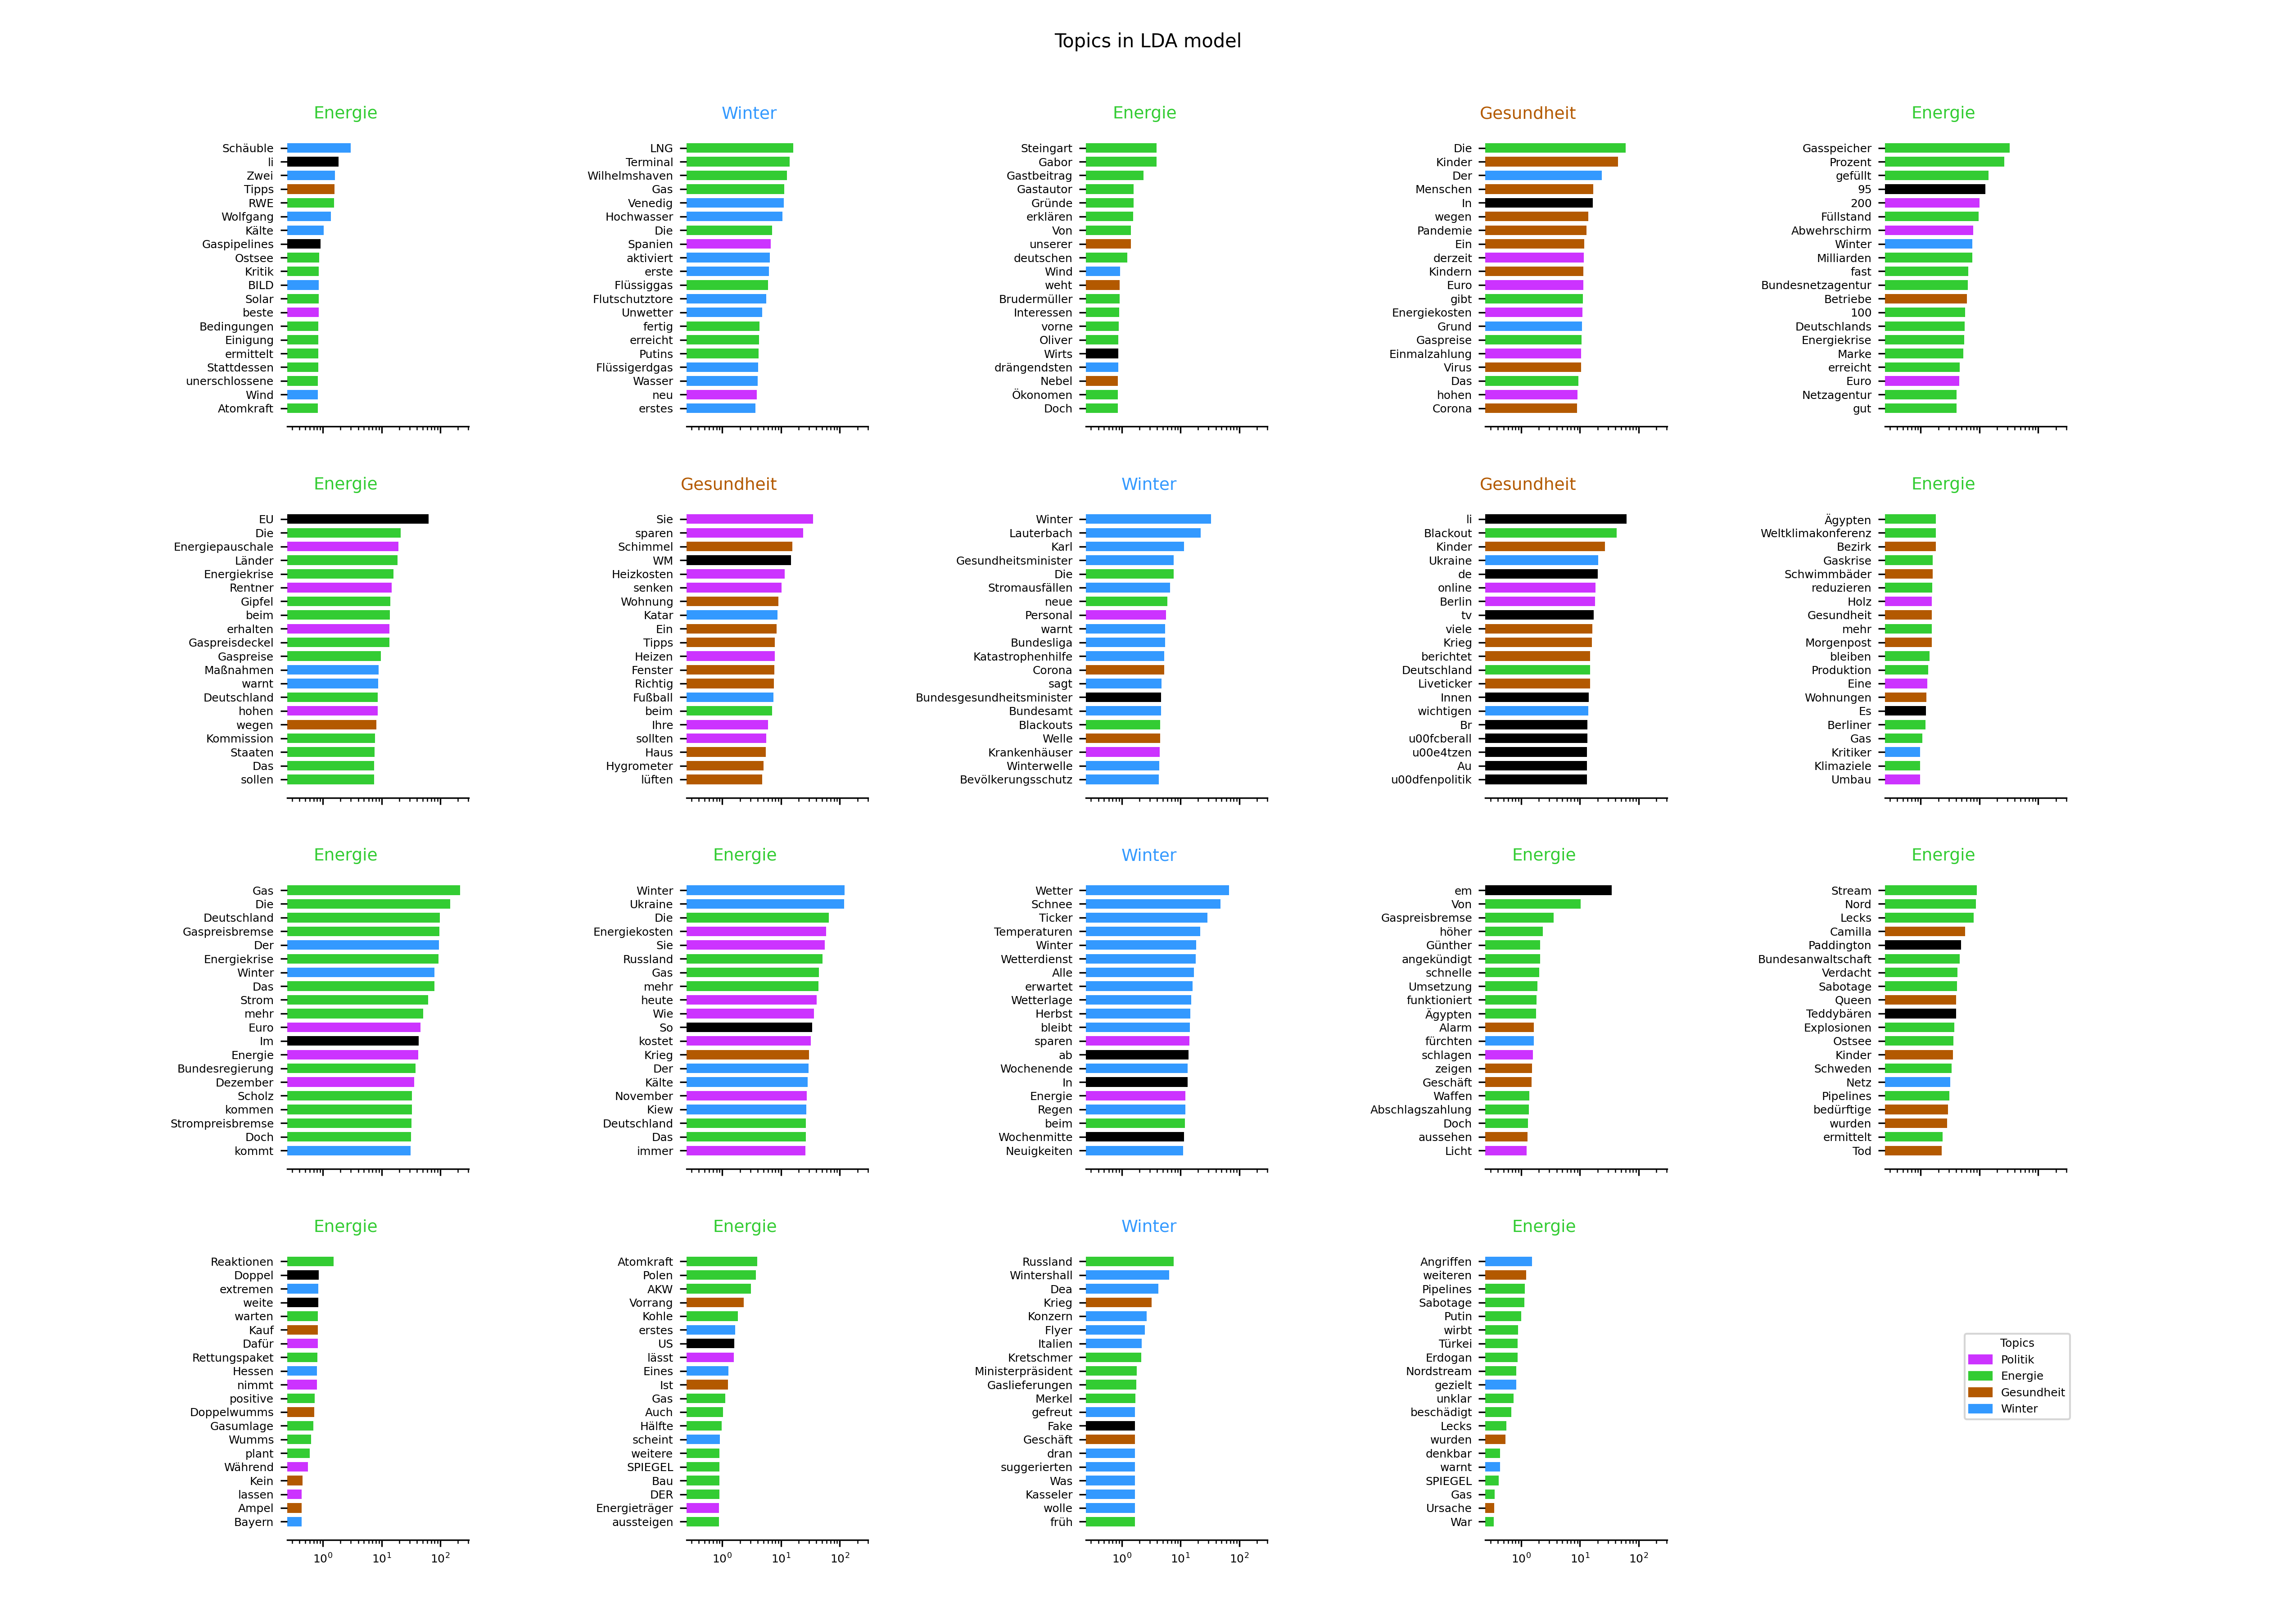 Topics in LDA model
Energie
Schäuble
li
Zwei
Tipps
RWE
Wolfgang
Kälte
Gaspipelines
Ostsee
Kritik
BILD
Solar
beste
Bedingungen
Einigung
ermittelt
Stattdessen
unerschlossene
Wind
Atomkraft
Winter
LNG
Terminal
Wilhelmshaven
Gas
Venedig
Hochwasser
Die
Spanien
aktiviert
erste
Flüssiggas
Flutschutztore
Unwetter
fertig
erreicht
Putins
Flüssigerdgas
Wasser
neu
erstes
Energie
Steingart
Gabor
Gastbeitrag
Gastautor
Gründe
erklären
Von
unserer
deutschen
Wind
weht
Brudermüller
Interessen
vorne
Oliver
Wirts
drängendsten
Nebel
Ökonomen
Doch
Gesundheit
Die
Kinder
Der
Menschen
In
wegen
Pandemie
Ein
derzeit
Kindern
Euro
gibt
Energiekosten
Grund
Gaspreise
Einmalzahlung
Virus
Das
hohen
Corona
Energie
Gasspeicher
Prozent
gefüllt
95
200
Füllstand
Abwehrschirm
Winter
Milliarden
fast
Bundesnetzagentur
Betriebe
100
Deutschlands
Energiekrise
Marke
erreicht
Euro
Netzagentur
gut
Energie
EU
Die
Energiepauschale
Länder
Energiekrise
Rentner
Gipfel
beim
erhalten
Gaspreisdeckel
Gaspreise
Maßnahmen
warnt
Deutschland
hohen
wegen
Kommission
Staaten
Das
sollen
Gesundheit
Sie
sparen
Schimmel
WM
Heizkosten
senken
Wohnung
Katar
Ein
Tipps
Heizen
Fenster
Richtig
Fußball
beim
Ihre
sollten
Haus
Hygrometer
lüften
Winter
Winter
Lauterbach
Karl
Gesundheitsminister
Die
Stromausfällen
neue
Personal
warnt
Bundesliga
Katastrophenhilfe
Corona
sagt
Bundesgesundheitsminister
Bundesamt
Blackouts
Welle
Krankenhäuser
Winterwelle
Bevölkerungsschutz
Gesundheit
li
Blackout
Kinder
Ukraine
de
online
Berlin
tv
viele
Krieg
berichtet
Deutschland
Liveticker
Innen
wichtigen
Br
u00fcberall
u00e4tzen
Au
u00dfenpolitik
Energie
Ägypten
Weltklimakonferenz
Bezirk
Gaskrise
Schwimmbäder
reduzieren
Holz
Gesundheit
mehr
Morgenpost
bleiben
Produktion
Eine
Wohnungen
Es
Berliner
Gas
Kritiker
Klimaziele
Umbau
Energie
Gas
Die
Deutschland
Gaspreisbremse
Der
Energiekrise
Winter
Das
Strom
mehr
Euro
Im
Energie
Bundesregierung
Dezember
Scholz
kommen
Strompreisbremse
Doch
kommt
Energie
Winter
Ukraine
Die
Energiekosten
Sie
Russland
Gas
mehr
heute
Wie
So
kostet
Krieg
Der
Kälte
November
Kiew
Deutschland
Das
immer
Winter
Wetter
Schnee
Ticker
Temperaturen
Winter
Wetterdienst
Alle
erwartet
Wetterlage
Herbst
bleibt
sparen
ab
Wochenende
In
Energie
Regen
beim
Wochenmitte
Neuigkeiten
Energie
em
Von
Gaspreisbremse
höher
Günther
angekündigt
schnelle
Umsetzung
funktioniert
Ägypten
Alarm
fürchten
schlagen
zeigen
Geschäft
Waffen
Abschlagszahlung
Doch
aussehen
Licht
Energie
Stream
Nord
Lecks
Camilla
Paddington
Bundesanwaltschaft
Verdacht
Sabotage
Queen
Teddybären
Explosionen
Ostsee
Kinder
Schweden
Netz
Pipelines
bedürftige
wurden
ermittelt
Tod
Energie
Reaktionen
Doppel
extremen
weite
warten
Kauf
Dafür
Rettungspaket
Hessen
nimmt
positive
Doppelwumms
Gasumlage
Wumms
plant
Während
Kein
lassen
Ampel
Bayern
10⁰ 10¹ 10²
Energie
Atomkraft
Polen
AKW
Vorrang
Kohle
erstes
US
lässt
Eines
Ist
Gas
Auch
Hälfte
scheint
weitere
SPIEGEL
Bau
DER
Energieträger
aussteigen
10⁰ 10¹ 10²
Winter
Russland
Wintershall
Dea
Krieg
Konzern
Flyer
Italien
Kretschmer
Ministerpräsident
Gaslieferungen
Merkel
gefreut
Fake
Geschäft
dran
suggerierten
Was
Kasseler
wolle
früh
10⁰ 10¹ 10²
Energie
Angriffen
weiteren
Pipelines
Sabotage
Putin
wirbt
Türkei
Erdogan
Nordstream
gezielt
unklar
beschädigt
Lecks
wurden
denkbar
warnt
SPIEGEL
Gas
Ursache
War
10⁰ 10¹ 10²
Topics
Politik
Energie
Gesundheit
Winter